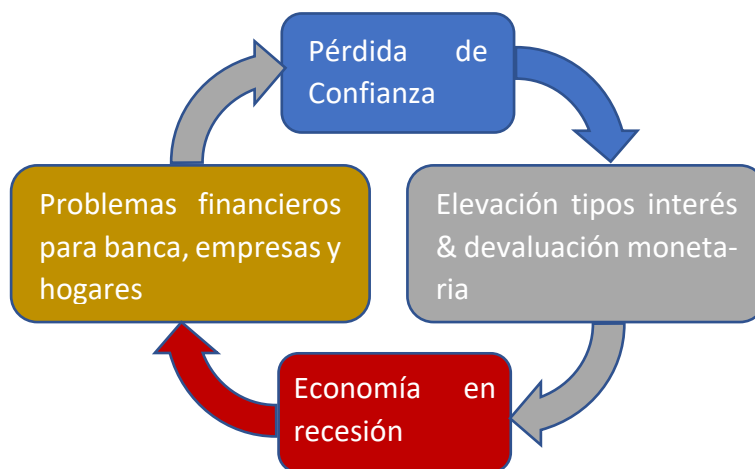 Pérdida de
Confianza
Elevación tipos interés
& devaluación moneta-
ria
Economía en
recesión
Problemas financieros
para banca, empresas y
hogares